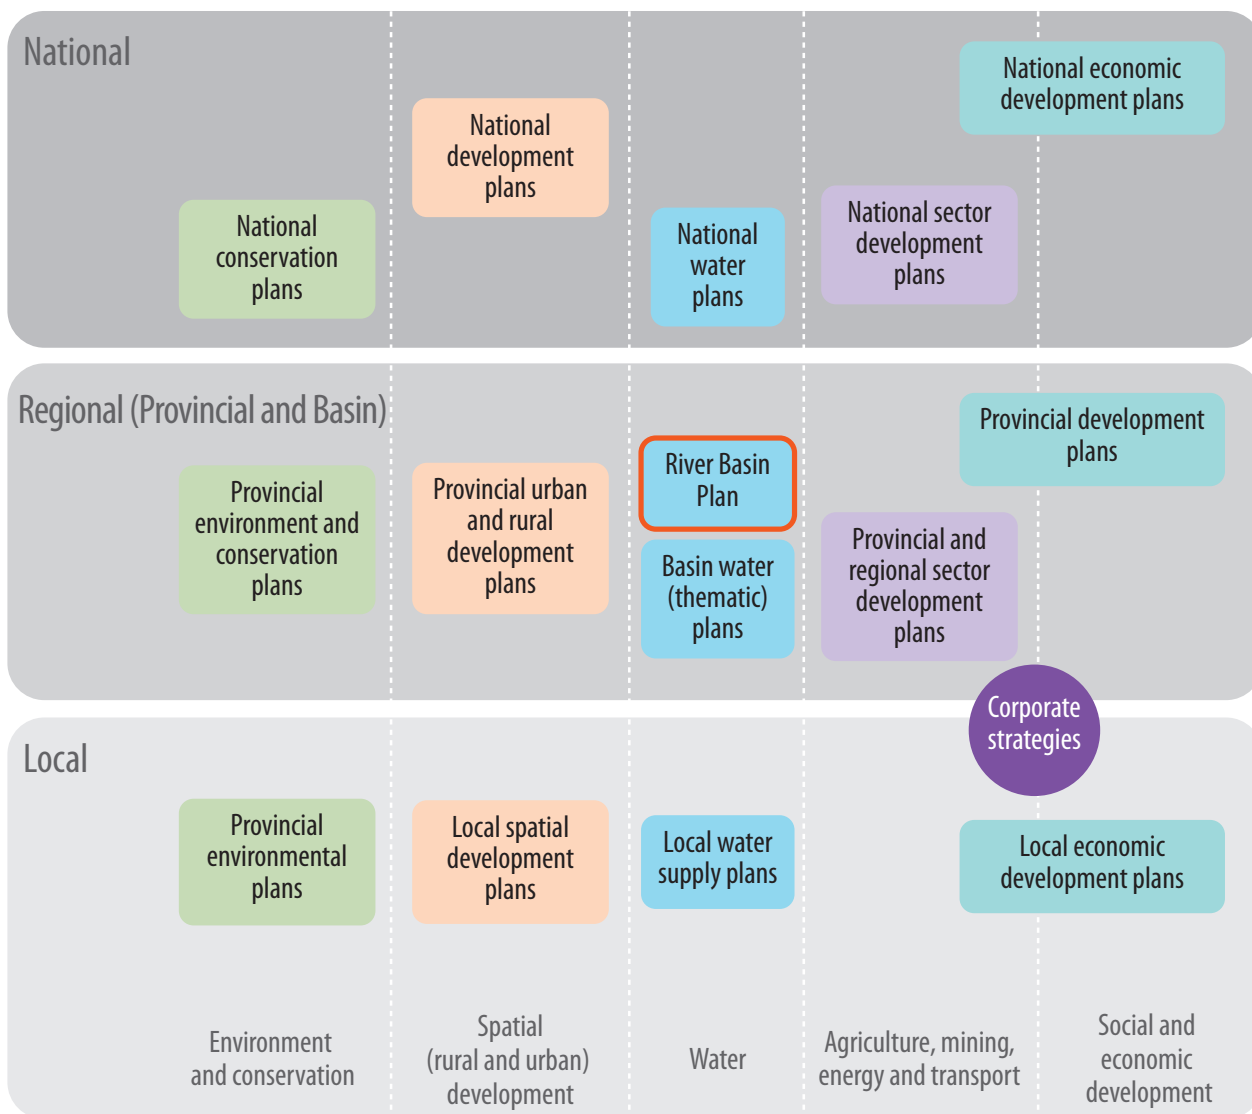 National
National economic
development plans
National
development
plans
National
conservation
plans
National
water
plans
National sector
development
plans
Regional (Provincial and Basin)
Provincial development
plans
Provincial
environment and
conservation
plans
Provincial urban
and rural
development
plans
River Basin
Plan
Basin water
(thematic)
plans
Provincial and
regional sector
development
plans
Corporate
strategies
Local
Provincial
environmental
plans
Local spatial
development
plans
Local water
supply plans
Local economic
development plans
Environment
and conservation
Spatial
(rural and urban)
development
Water
Agriculture, mining,
energy and transport
Social and
economic
development